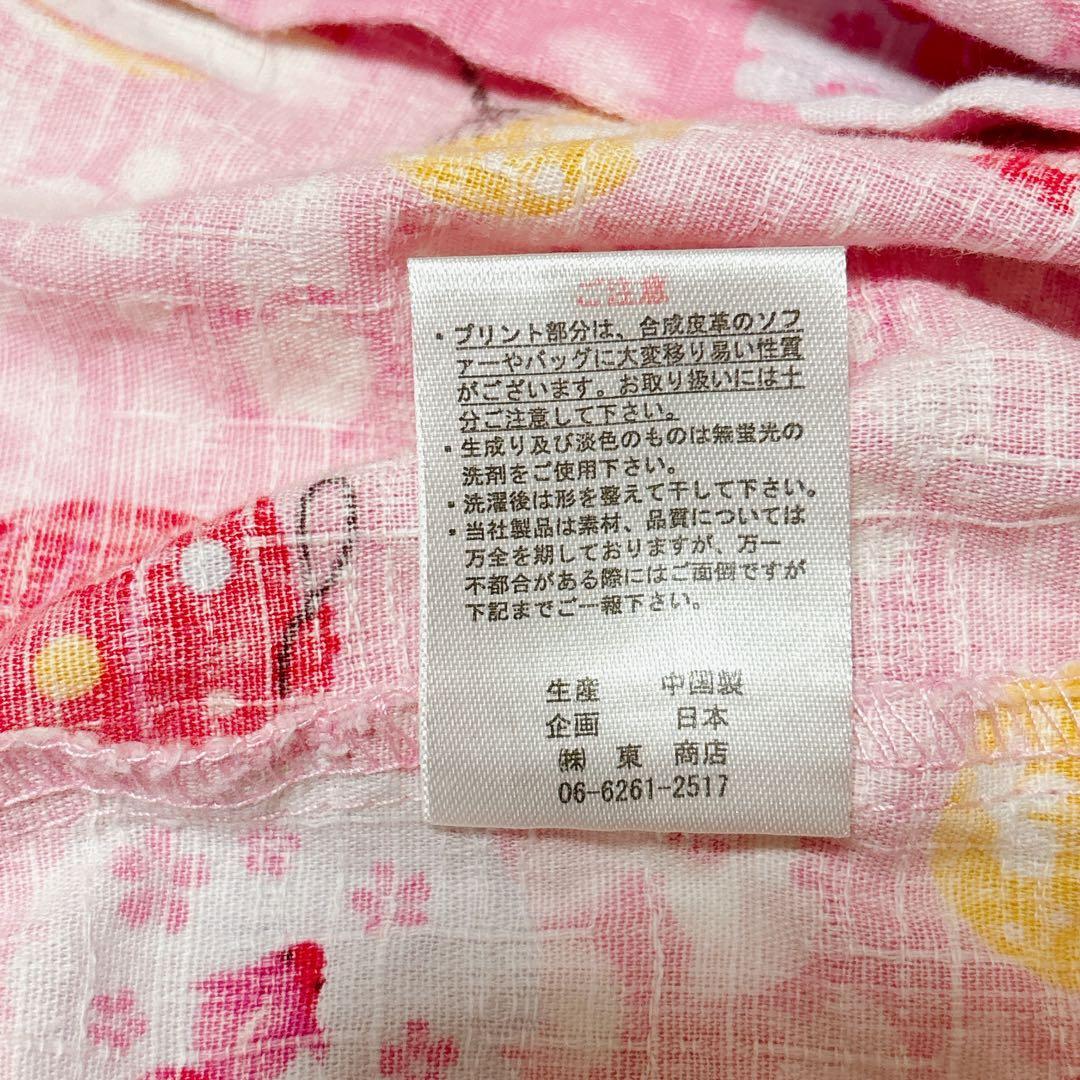 ご注意
・プリント部分は、合成皮革のソフ
ァーやバッグに大変移り易い性質
がございます。お取り扱いには十
分ご注意して下さい。
・生成り及び淡色のものは無蛍光の
洗剤をご使用下さい。
・洗濯後は形を整えて干して下さい。
・当社製品は素材、品質については
万全を期しておりますが、万一
不都合がある際にはご面倒ですが
下記までご一報下さい。
生産 中国製
企画 日本
㈱ 東 商店
06-6261-2517